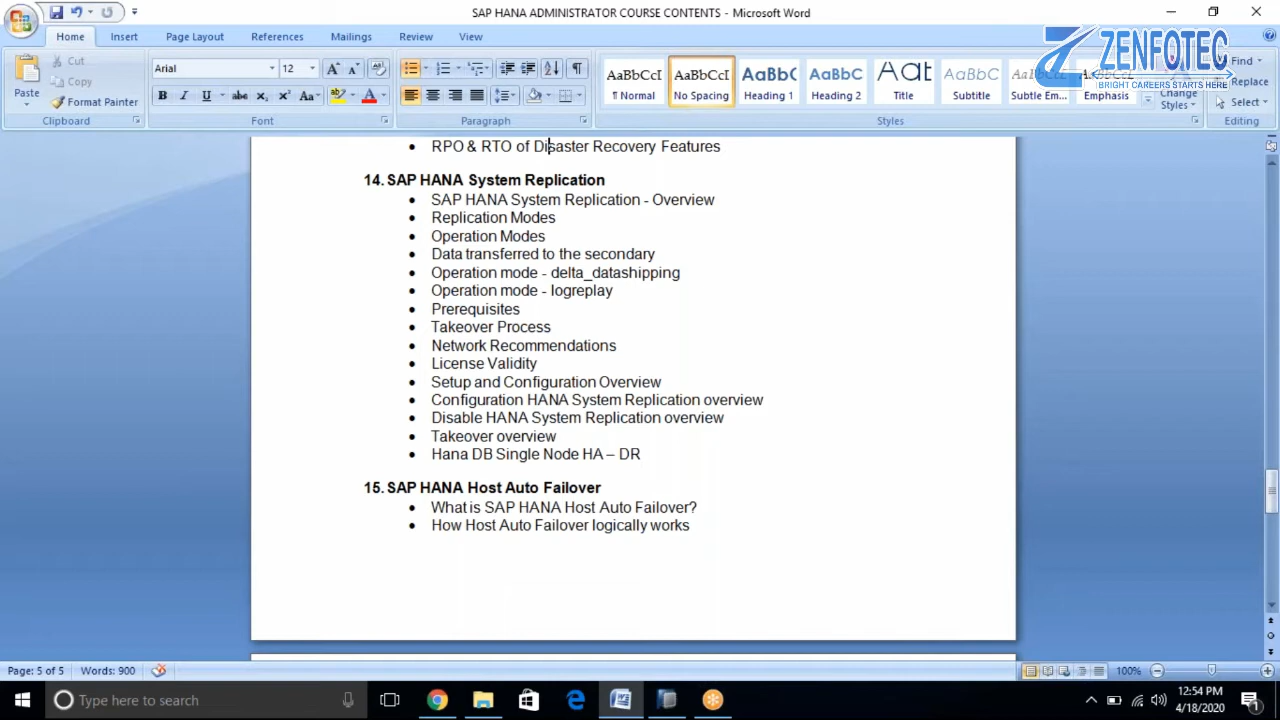 SAP HANA ADMINISTRATOR COURSE CONTENTS - Microsoft Word
ZENFOTEC
BRIGHT CAREERS STARTS HERE
Home Insert Page Layout References Mailings Review View
Paste Cut Copy Format Painter
Arial 12
AaBbCcI AaBbCcI AaBbC AaBbC AaB AaBbCcI AaBbCcI AaBbCcI
¶ Normal No Spacing Heading 1 Heading 2 Title Subtitle Subtle Em... Emphasis
Change Styles
Find Replace Select
Clipboard Font Paragraph Styles Editing
• RPO & RTO of Disaster Recovery Features
14. SAP HANA System Replication
• SAP HANA System Replication - Overview
• Replication Modes
• Operation Modes
• Data transferred to the secondary
• Operation mode - delta_datashipping
• Operation mode - logreplay
• Prerequisites
• Takeover Process
• Network Recommendations
• License Validity
• Setup and Configuration Overview
• Configuration HANA System Replication overview
• Disable HANA System Replication overview
• Takeover overview
• Hana DB Single Node HA – DR
15. SAP HANA Host Auto Failover
• What is SAP HANA Host Auto Failover?
• How Host Auto Failover logically works
Page: 5 of 5 Words: 900 100%
Type here to search
12:54 PM
4/18/2020